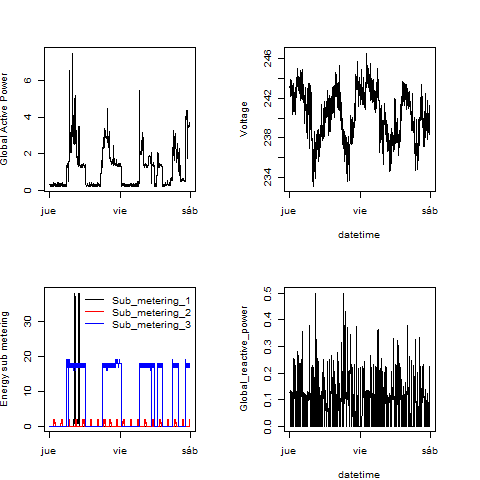 Global Active Power
0 2 4 6
jue vie sáb
Voltage
234 238 242 246
jue vie sáb
datetime
Energy sub metering
0 10 20 30
Sub_metering_1
Sub_metering_2
Sub_metering_3
jue vie sáb
Global_reactive_power
0.0 0.1 0.2 0.3 0.4 0.5
jue vie sáb
datetime